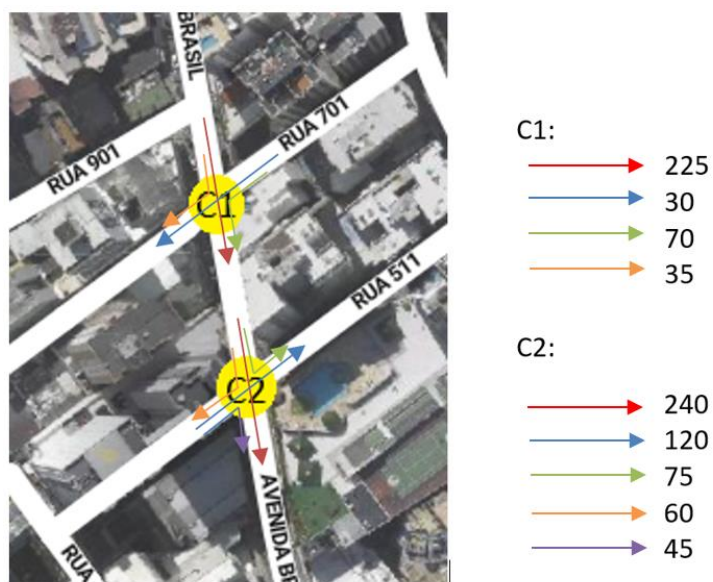 BRASIL
RUA 901
RUA 701
C1
RUA 511
C2
AVENIDA BR
RUA
C1:
225
30
70
35
C2:
240
120
75
60
45